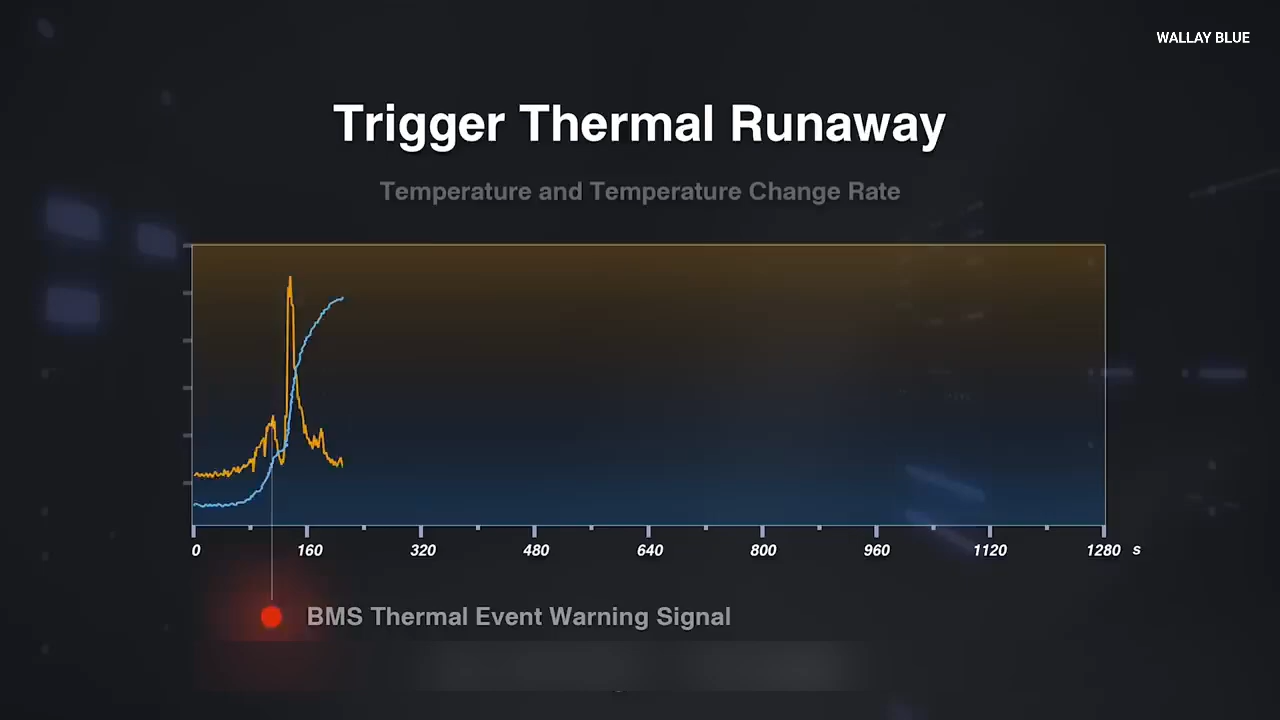 WALLAY BLUE
Trigger Thermal Runaway
Temperature and Temperature Change Rate
0 160 320 480 640 800 960 1120 1280 s
BMS Thermal Event Warning Signal